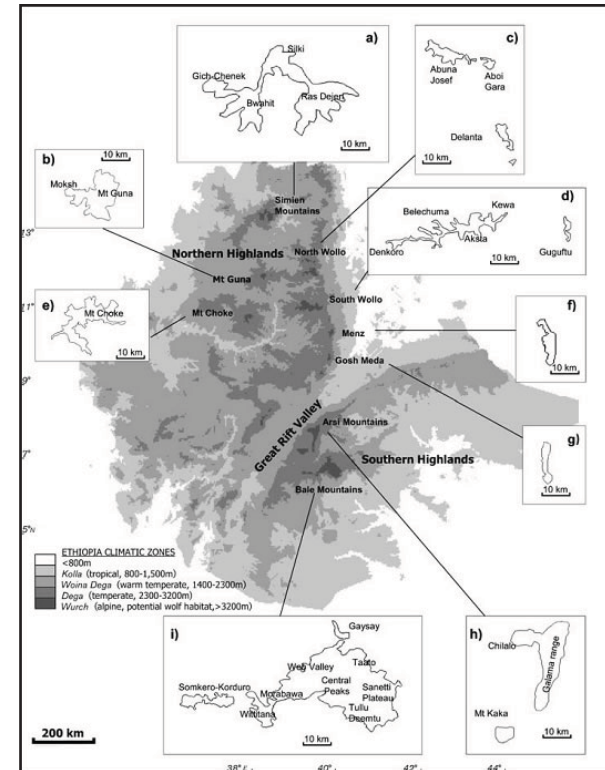 a)
Silki
Gich-Chenek
Bwahit
Ras Dejen
10 km
c)
Abuna
Josef
Aboi
Gara
Delanta
10 km
b)
10 km
Moksh
Mt Guna
d)
Belechuma
Kewa
Denkoro
Aksta
10 km
Guguftu
e)
Mt Choke
10 km
f)
10 km
g)
10 km
Simien
Mountains
13°
Northern Highlands
North Wollo
Mt Guna
South Wollo
11°
Mt Choke
Menz
Gosh Meda
9°
Great Rift Valley
Arsi Mountains
7°
Southern Highlands
Bale Mountains
5°N
ETHIOPIA CLIMATIC ZONES
<800m
Kolla (tropical, 800-1,500m)
Woina Dega (warm temperate, 1400-2300m)
Dega (temperate, 2300-3200m)
Wurch (alpine, potential wolf habitat,>3200m)
i)
Gaysay
Web Valley
Somkero-Korduro
Morabawa
Central
Peaks
Sanetti
Plateau
Wittitana
Tullu
10 km
h)
Chilalo
Galama range
Mt Kaka
10 km
200 km
38° E
40°
42°
44°